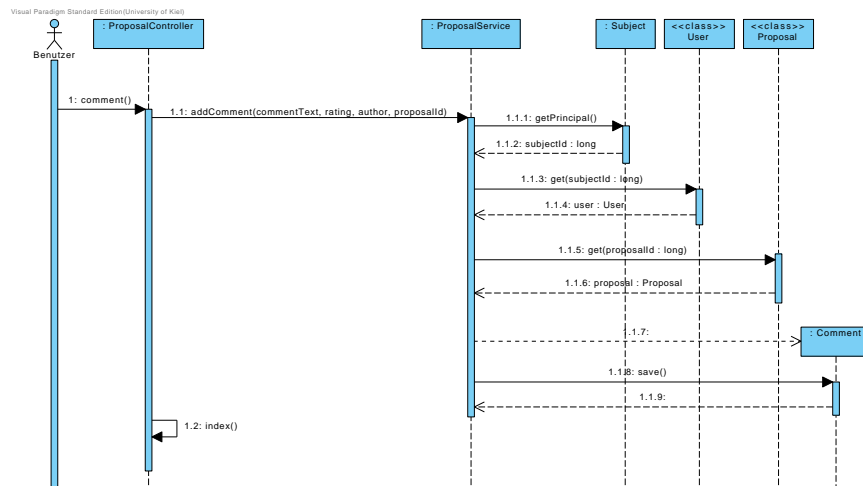 Visual Paradigm Standard Edition(University of Kiel)
: ProposalController
: ProposalService
: Subject
<<class>>
User
<<class>>
Proposal
Benutzer
1: comment()
1.1: addComment(commentText, rating, author, proposalId)
1.1.1: getPrincipal()
1.1.2: subjectId : long
1.1.3: get(subjectId : long)
1.1.4: user : User
1.1.5: get(proposalId : long)
1.1.6: proposal : Proposal
1.1.7:
: Comment
1.1.8: save()
1.1.9:
1.2: index()